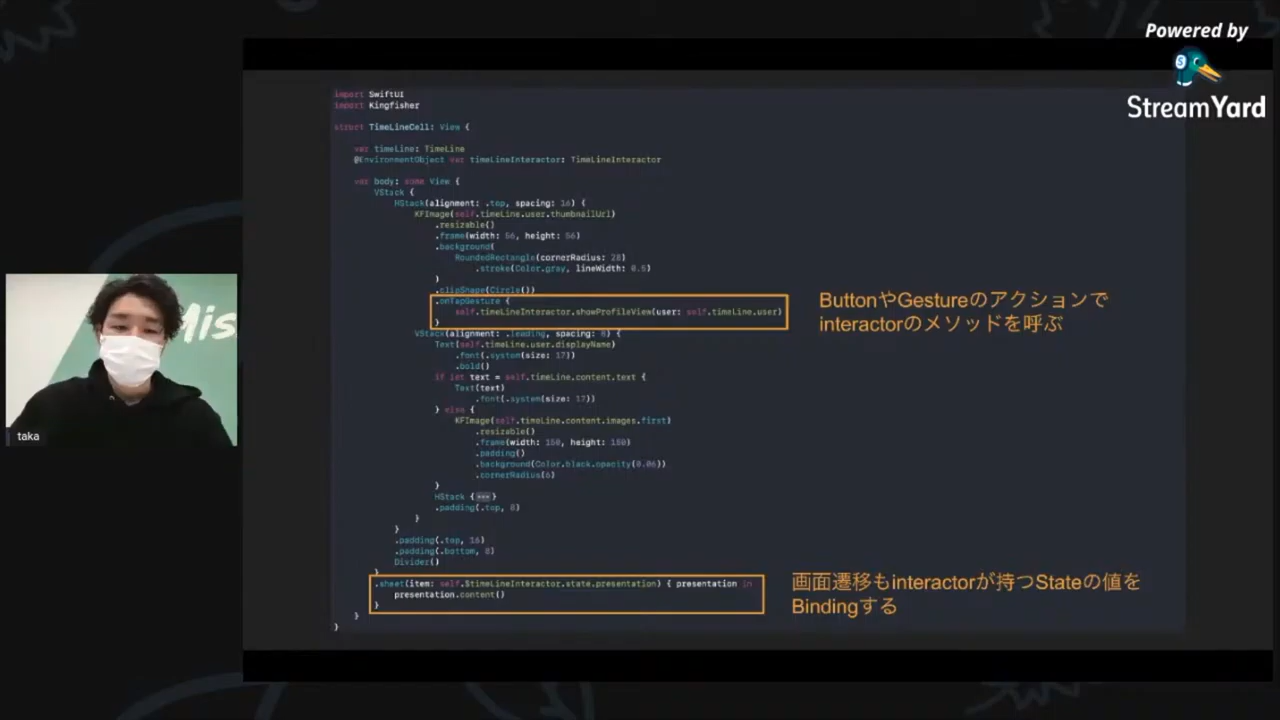 Powered by
StreamYard
import SwiftUI
import Kingfisher
struct TimeLineCell: View {
var timeLine: TimeLine
@EnvironmentObject var timeLineInteractor: TimeLineInteractor
var body: some View {
VStack {
HStack(alignment: .top, spacing: 16) {
KFImage(self.timeLine.user.thumbnailUrl)
.resizable()
.frame(width: 56, height: 56)
.background(
RoundedRectangle(cornerRadius: 28)
.stroke(Color.gray, lineWidth: 0.5)
)
.clipShape(Circle())
.onTapGesture {
self.timeLineInteractor.showProfileView(user: self.timeLine.user)
}
ButtonやGestureのアクションで
interactorのメソッドを呼ぶ
VStack(alignment: .leading, spacing: 8) {
Text(self.timeLine.user.displayName)
.font(.system(size: 17))
.bold()
if let text = self.timeLine.content.text {
Text(text)
.font(.system(size: 17))
} else {
KFImage(self.timeLine.content.images.first)
.resizable()
.frame(width: 150, height: 150)
.padding()
.background(Color.black.opacity(0.06))
.cornerRadius(6)
}
HStack {•••}
.padding(.top, 8)
}
}
.padding(.top, 16)
.padding(.bottom, 8)
Divider()
}
.sheet(item: self.$timeLineInteractor.state.presentation) { presentation in
presentation.content()
}
画面遷移もinteractorが持つStateの値を
Bindingする
}
}
Mis
taka